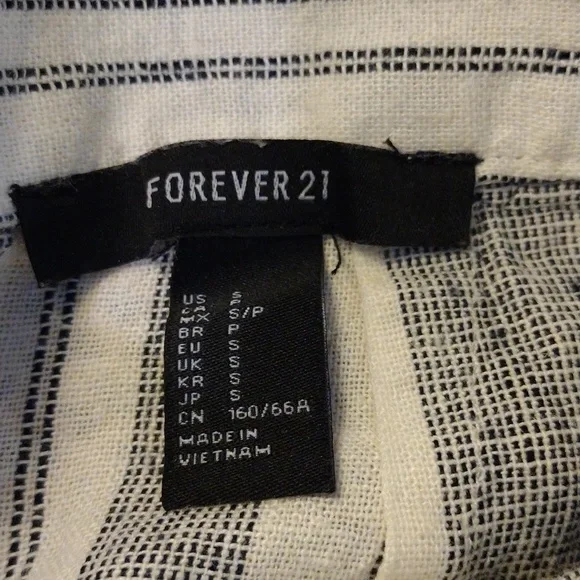 FOREVER 21
US S
CA
MX S/P
BR P
EU S
UK S
KR S
JP S
CN 160/66A
MADE IN
VIETNAM